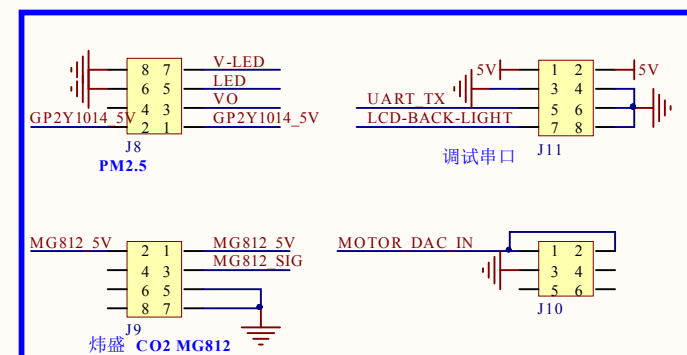 V-LED
8 7
LED
6 5
VO
4 3
GP2Y1014_5V
2 1
GP2Y1014_5V
J8
PM2.5
5V
1 2
5V
3 4
UART_TX
5 6
LCD-BACK-LIGHT
7 8
调试串口
J11
MG812_5V
2 1
MG812_5V
4 3
MG812_SIG
6 5
8 7
J9
炜盛 CO2 MG812
MOTOR_DAC_IN
1 2
3 4
5 6
J10